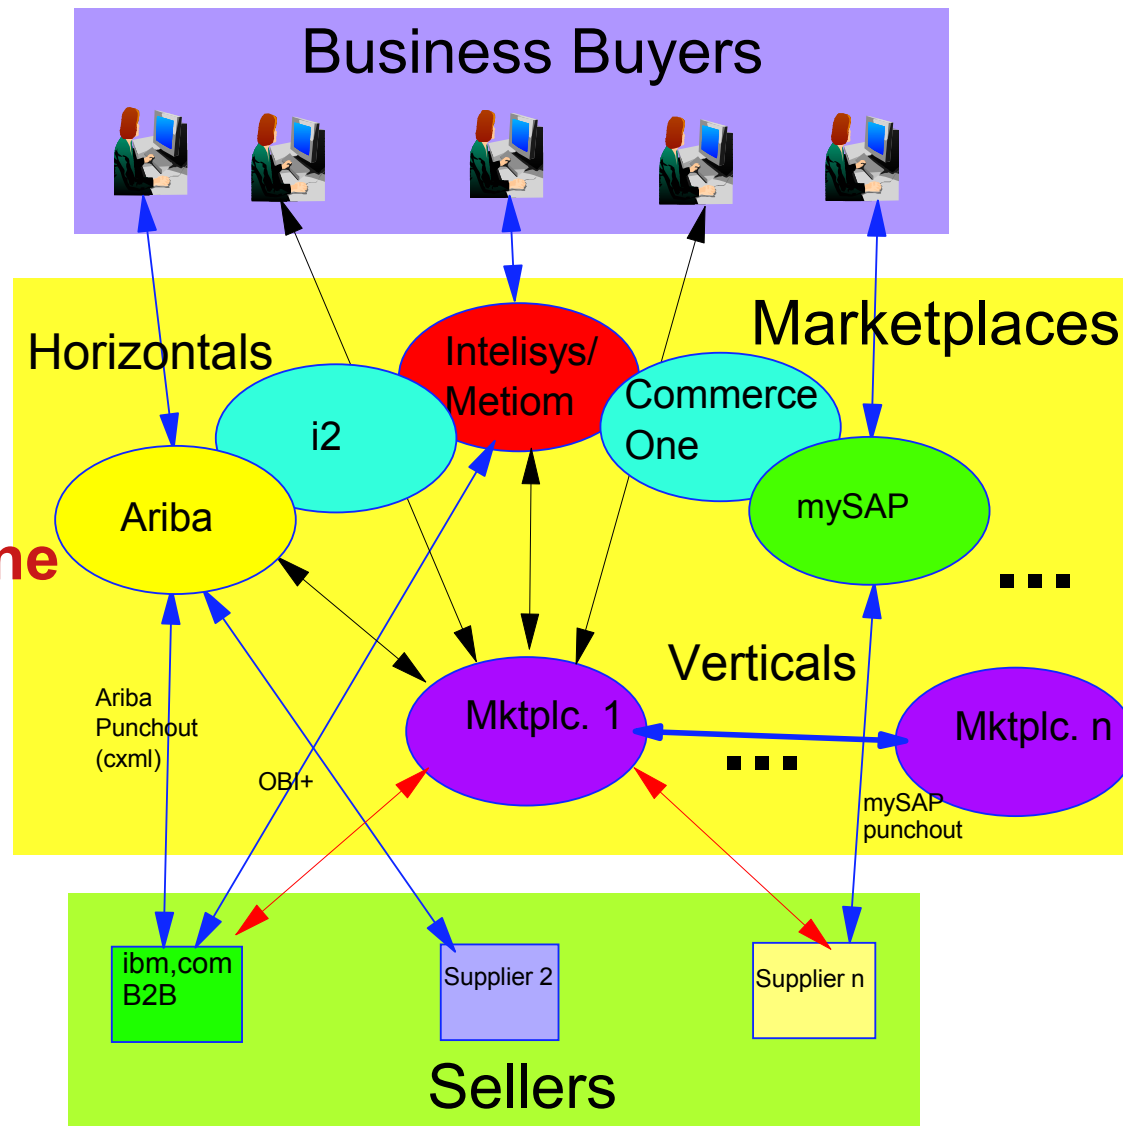 Business Buyers
Marketplaces
Horizontals
Intelisys/
Metiom
Commerce
One
i2
Ariba
mySAP
ne
...
Verticals
Ariba
Punchout
(cxml)
OBI+
Mktplc. 1
Mktplc. n
...
mySAP
punchout
ibm,com
B2B
Supplier 2
Supplier n
Sellers